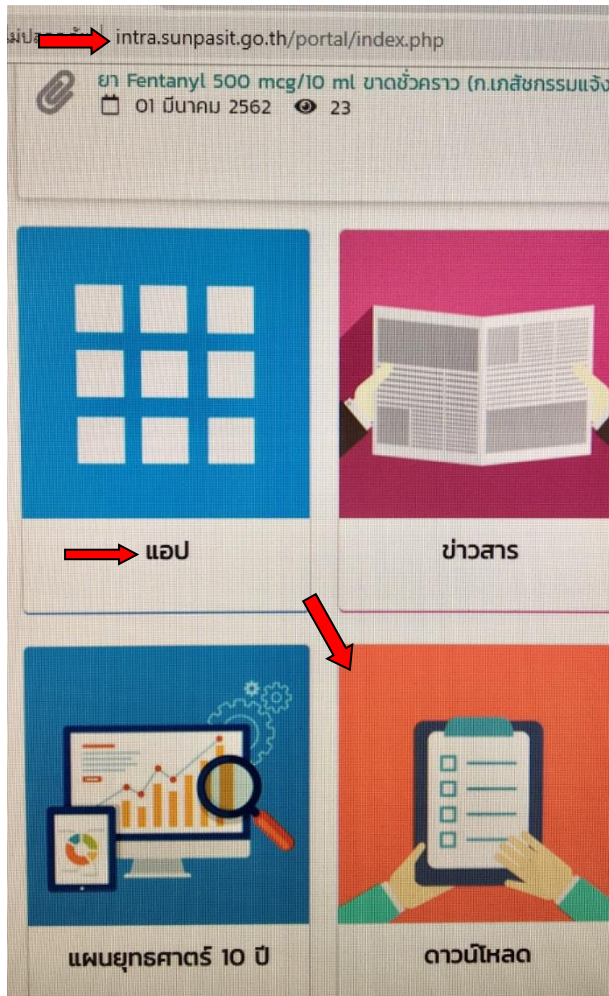 intra.sunpasit.go.th/portal/index.php
ยา Fentanyl 500 mcg/10 ml ขาดชั่วคราว (ก.เภสัชกรรมแจ้ง
01 มีนาคม 2562 23
แอป
ข่าวสาร
แผนยุทธศาตร์ 10 ปี
ดาวน์โหลด